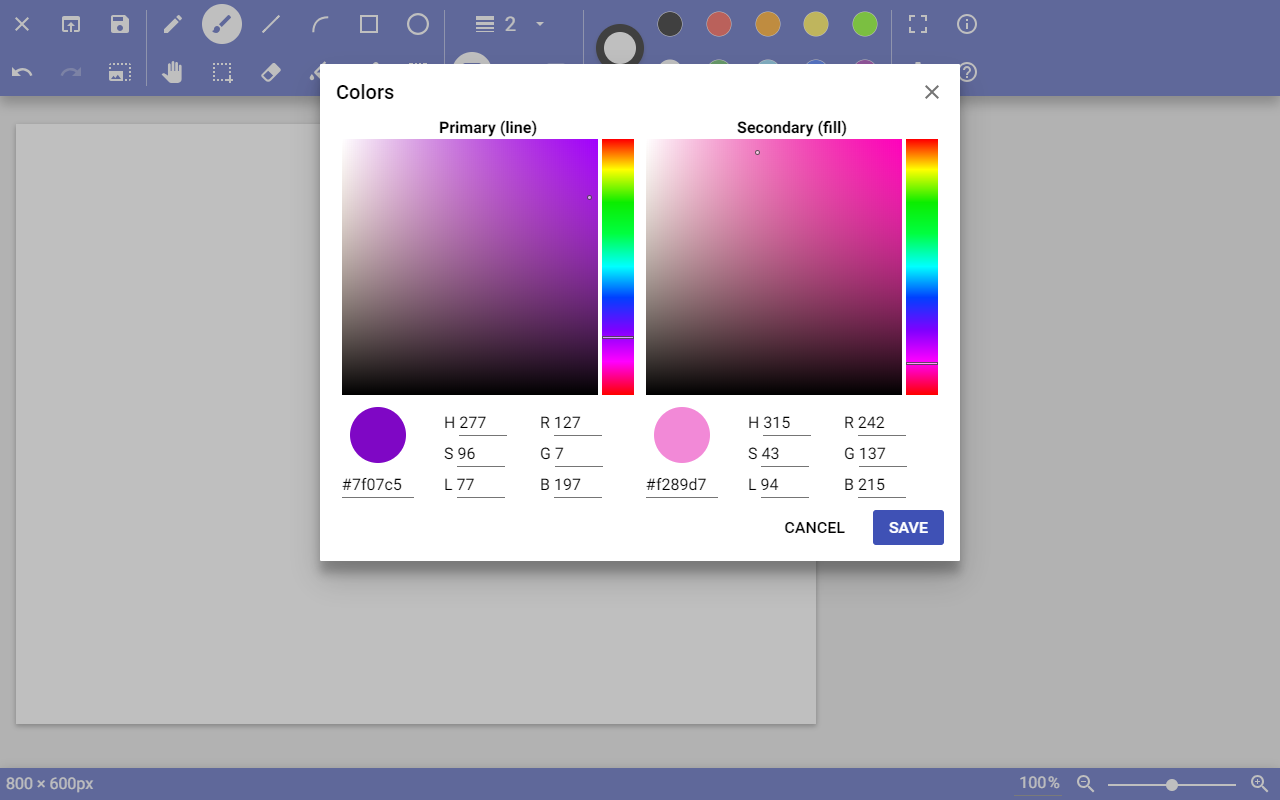 2
Colors
Primary (line) Secondary (fill)
H 277 R 127 H 315 R 242
S 96 G 7 S 43 G 137
#7f07c5 L 77 B 197 #f289d7 L 94 B 215
CANCEL SAVE
800 × 600px 100%